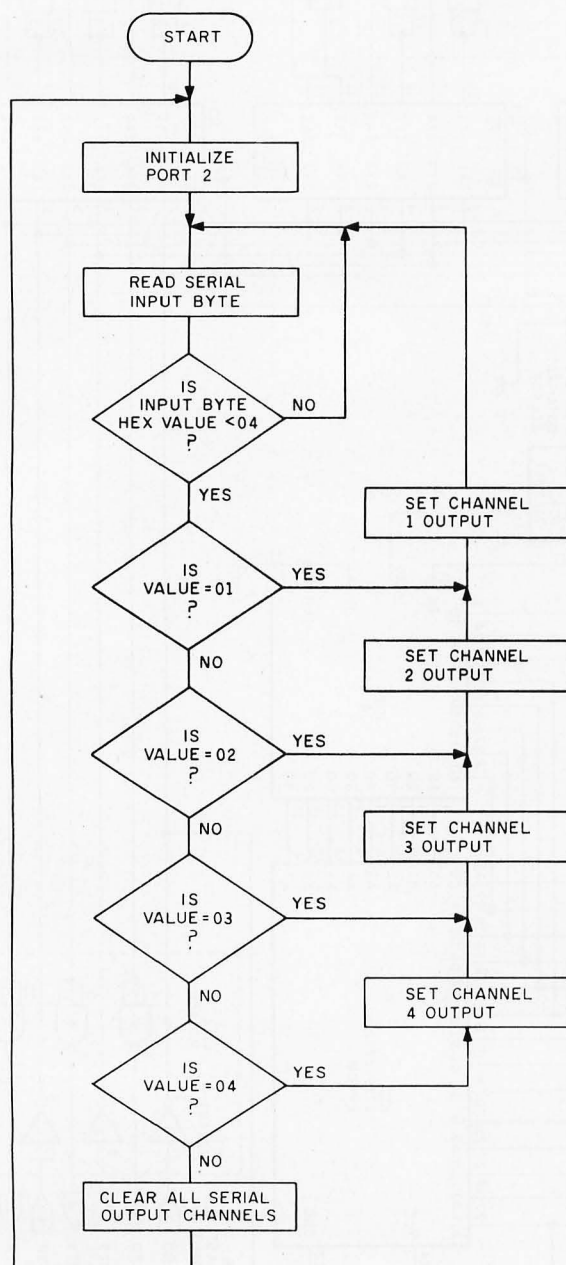 START
INITIALIZE
PORT 2
READ SERIAL
INPUT BYTE
IS
INPUT BYTE
HEX VALUE <04
?
NO
YES
SET CHANNEL
1 OUTPUT
IS
VALUE=01
?
YES
NO
SET CHANNEL
2 OUTPUT
IS
VALUE=02
?
YES
NO
SET CHANNEL
3 OUTPUT
IS
VALUE=03
?
YES
NO
SET CHANNEL
4 OUTPUT
IS
VALUE=04
?
YES
NO
CLEAR ALL SERIAL
OUTPUT CHANNELS